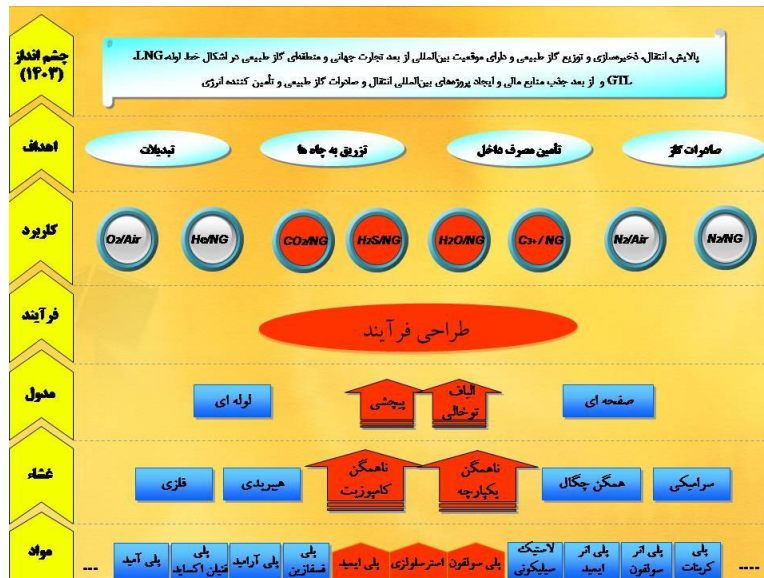 چشم انداز
(۱۴۰۳)
پالایش، انتقال، ذخیره‌سازی و توزیع گاز طبیعی و دارای موقعیت بین‌المللی از بعد تجارت جهانی و منطقه‌ای گاز طبیعی در اشکال خط لوله، LNG،
GTL و از بعد جذب منابع مالی و ایجاد پروژه‌های بین‌المللی انتقال و صادرات گاز طبیعی و تأمین کننده انرژی
اهداف
صادرات گاز
تأمین مصرف داخل
تزریق به چاه ها
تبدیلات
کاربرد
O2/Air
He/NG
CO2/NG
H2S/NG
H2O/NG
C3+/NG
N2/Air
N2/NG
فرآیند
طراحی فرآیند
مدول
صفحه ای
الیاف
توخالی
پیچشی
لوله ای
غشاء
سرامیکی
همگن چگال
ناهمگن
یکپارچه
ناهمگن
کامپوزیت
هیبریدی
فلزی
مواد
....
پلی
کربنات
پلی اتر
سولفون
پلی اتر
ایمید
لاستیک
سیلیکونی
پلی سولفون
استر سلولزی
پلی ایمید
پلی
فسفازین
پلی آرامید
پلی
فنیلن اکساید
پلی آمید
...